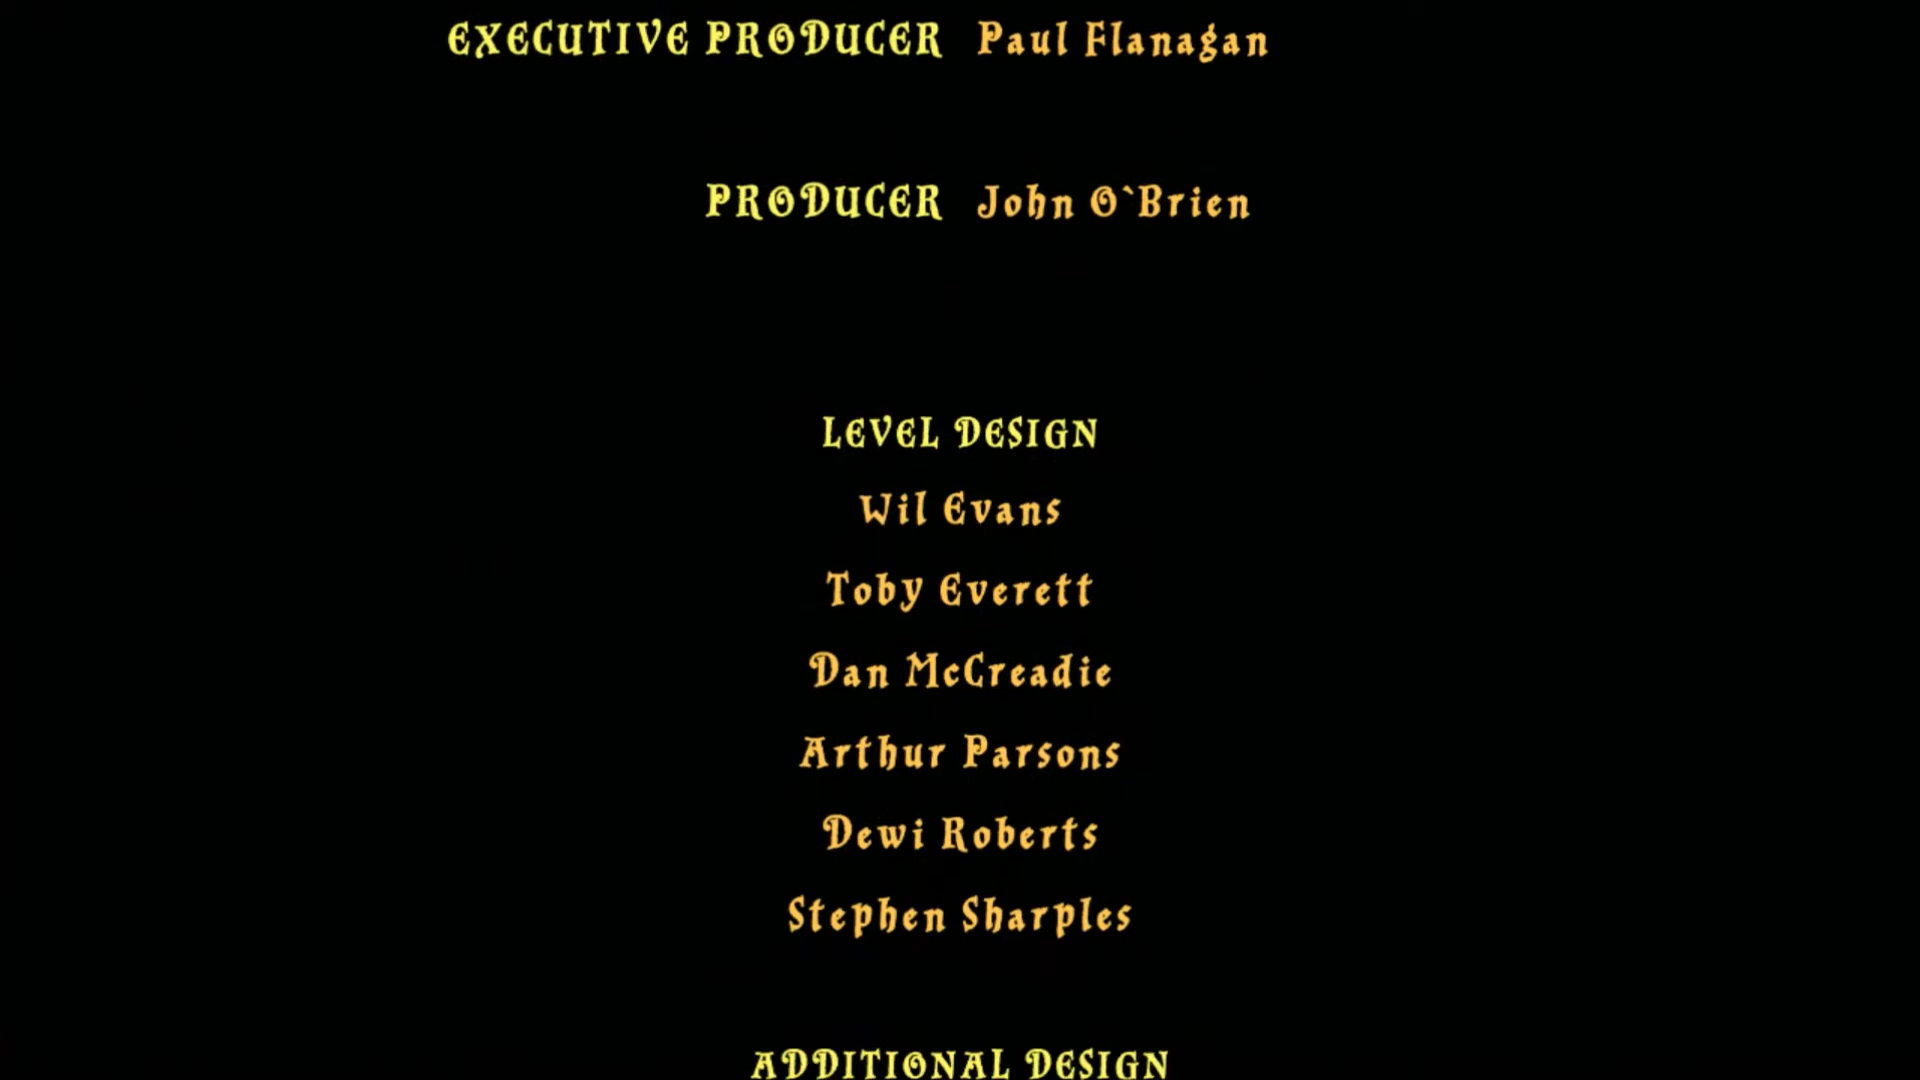 EXECUTIVE PRODUCER Paul Flanagan
PRODUCER John O`Brien
LEVEL DESIGN
Wil Evans
Toby Everett
Dan McCreadie
Arthur Parsons
Dewi Roberts
Stephen Sharples
ADDITIONAL DESIGN